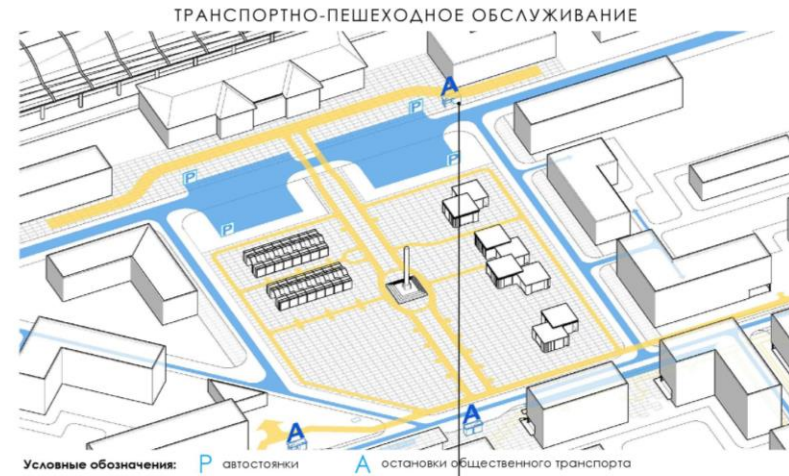 ТРАНСПОРТНО-ПЕШЕХОДНОЕ ОБСЛУЖИВАНИЕ
А
Р
Р
Р
Р
А
А
Условные обозначения: Р автостоянки А остановки общественного транспорта